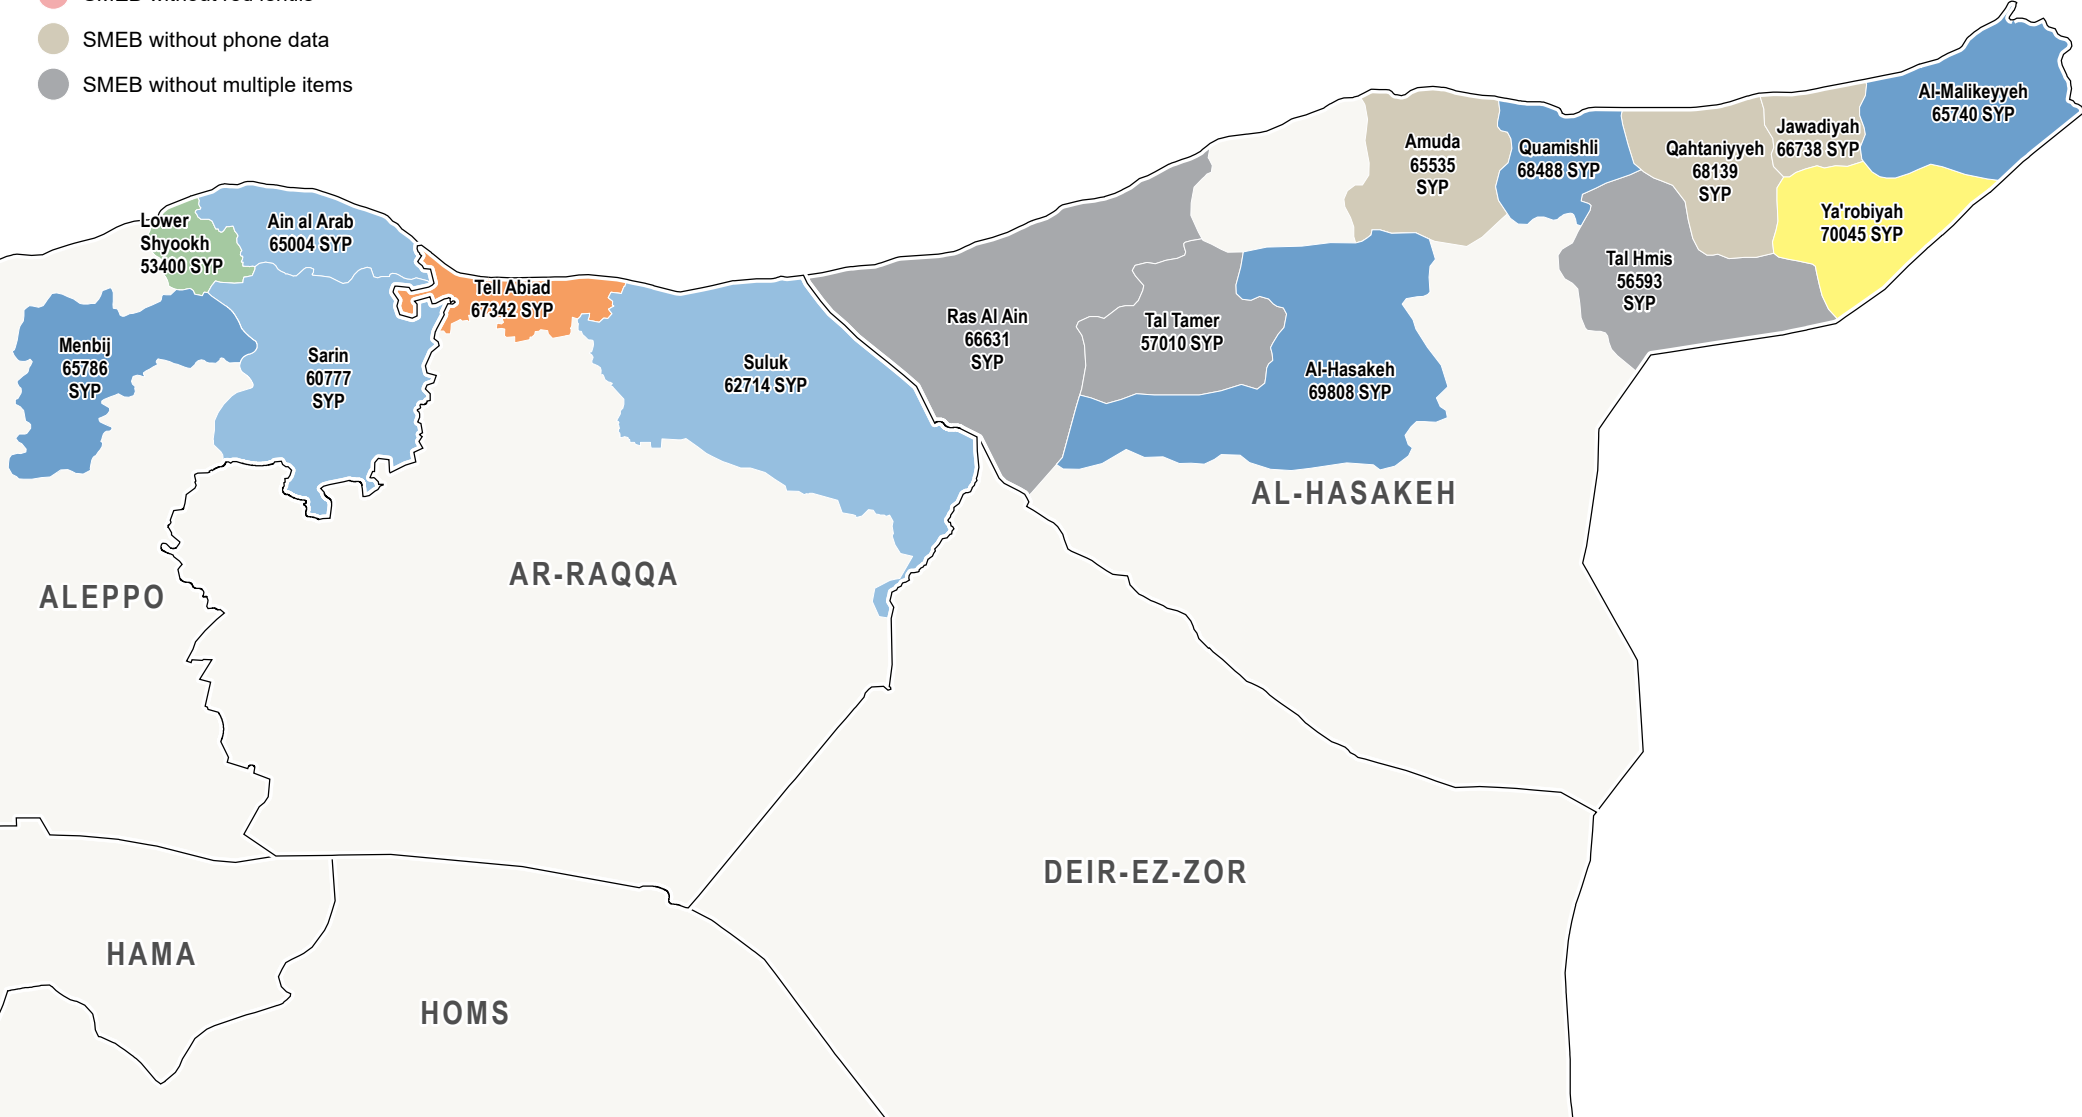 SMEB without red lentils
SMEB without phone data
SMEB without multiple items
Al-Malikeyyeh
65740 SYP
Jawadiyah
66738 SYP
Amuda
65535
SYP
Quamishli
68488 SYP
Qahtaniyyeh
68139
SYP
Ya'robiyah
70045 SYP
Lower
Shyookh
53400 SYP
Ain al Arab
65004 SYP
Tal Hmis
56593
SYP
Tell Abiad
67342 SYP
Ras Al Ain
66631
SYP
Tal Tamer
57010 SYP
Menbij
65786
SYP
Sarin
60777
SYP
Suluk
62714 SYP
Al-Hasakeh
69808 SYP
AL-HASAKEH
AR-RAQQA
ALEPPO
DEIR-EZ-ZOR
HAMA
HOMS